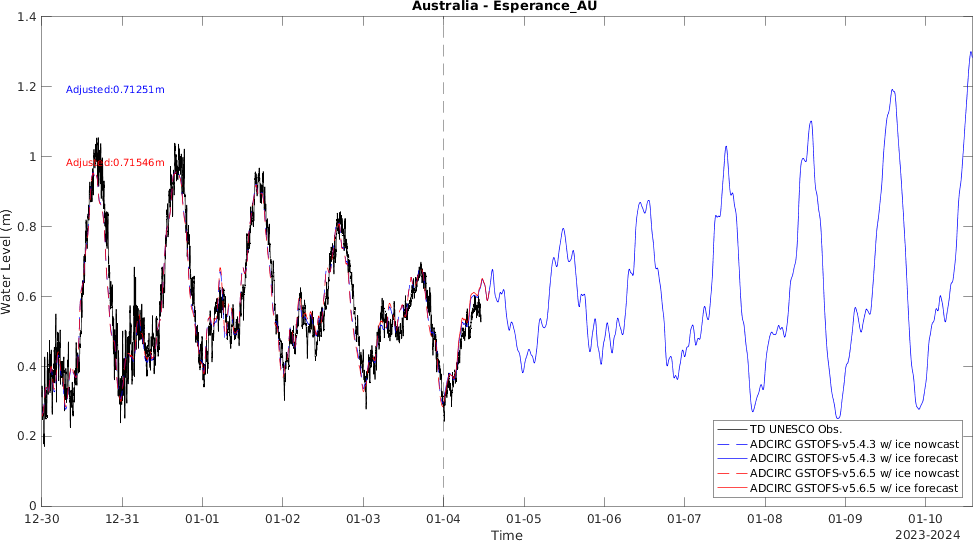 Australia - Esperance_AU
1.4
1.2
1
0.8
0.6
0.4
0.2
0
Water Level (m)
Adjusted:0.71251m
Adjusted:0.71546m
TD UNESCO Obs.
ADCIRC GSTOFS-v5.4.3 w/ ice nowcast
ADCIRC GSTOFS-v5.4.3 w/ ice forecast
ADCIRC GSTOFS-v5.6.5 w/ ice nowcast
ADCIRC GSTOFS-v5.6.5 w/ ice forecast
12-30 12-31 01-01 01-02 01-03 01-04 01-05 01-06 01-07 01-08 01-09 01-10
Time
2023-2024